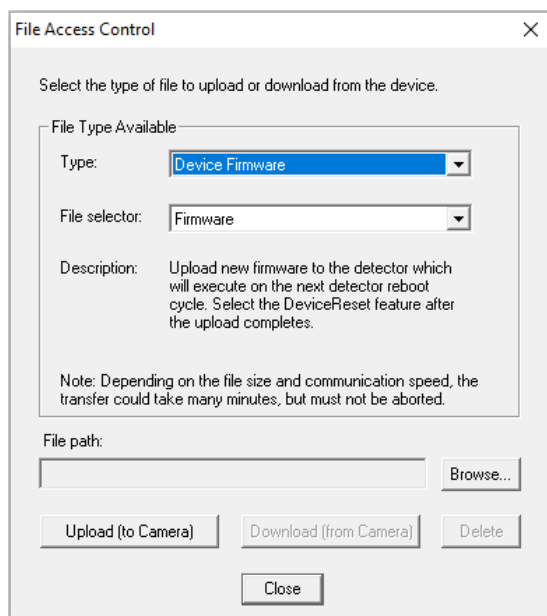 File Access Control
Select the type of file to upload or download from the device.
File Type Available
Type: Device Firmware
File selector: Firmware
Description: Upload new firmware to the detector which
will execute on the next detector reboot
cycle. Select the DeviceReset feature after
the upload completes.
Note: Depending on the file size and communication speed, the
transfer could take many minutes, but must not be aborted.
File path:
Browse...
Upload (to Camera) Download (from Camera) Delete
Close